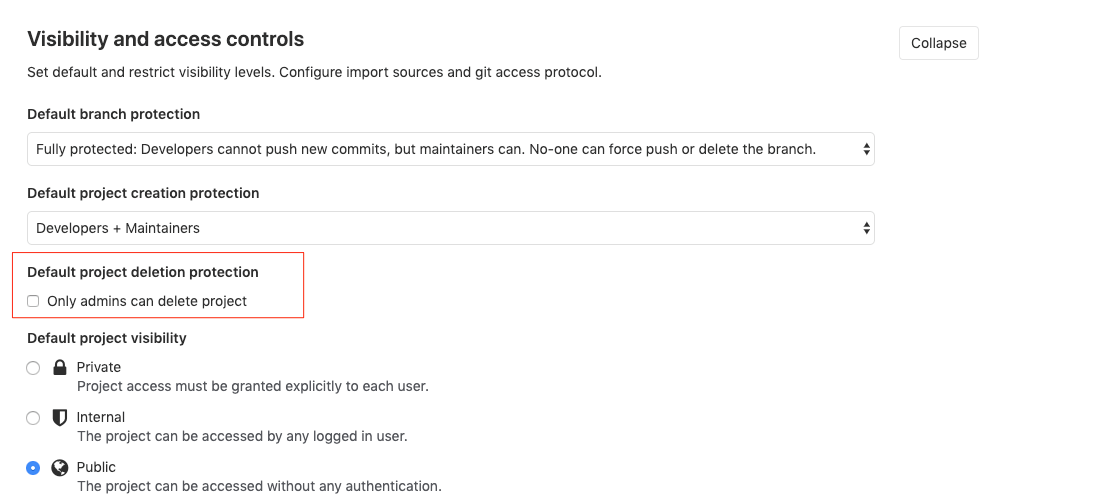 Visibility and access controls
Collapse
Set default and restrict visibility levels. Configure import sources and git access protocol.
Default branch protection
Fully protected: Developers cannot push new commits, but maintainers can. No-one can force push or delete the branch.
Default project creation protection
Developers + Maintainers
Default project deletion protection
Only admins can delete project
Default project visibility
Private
Project access must be granted explicitly to each user.
Internal
The project can be accessed by any logged in user.
Public
The project can be accessed without any authentication.